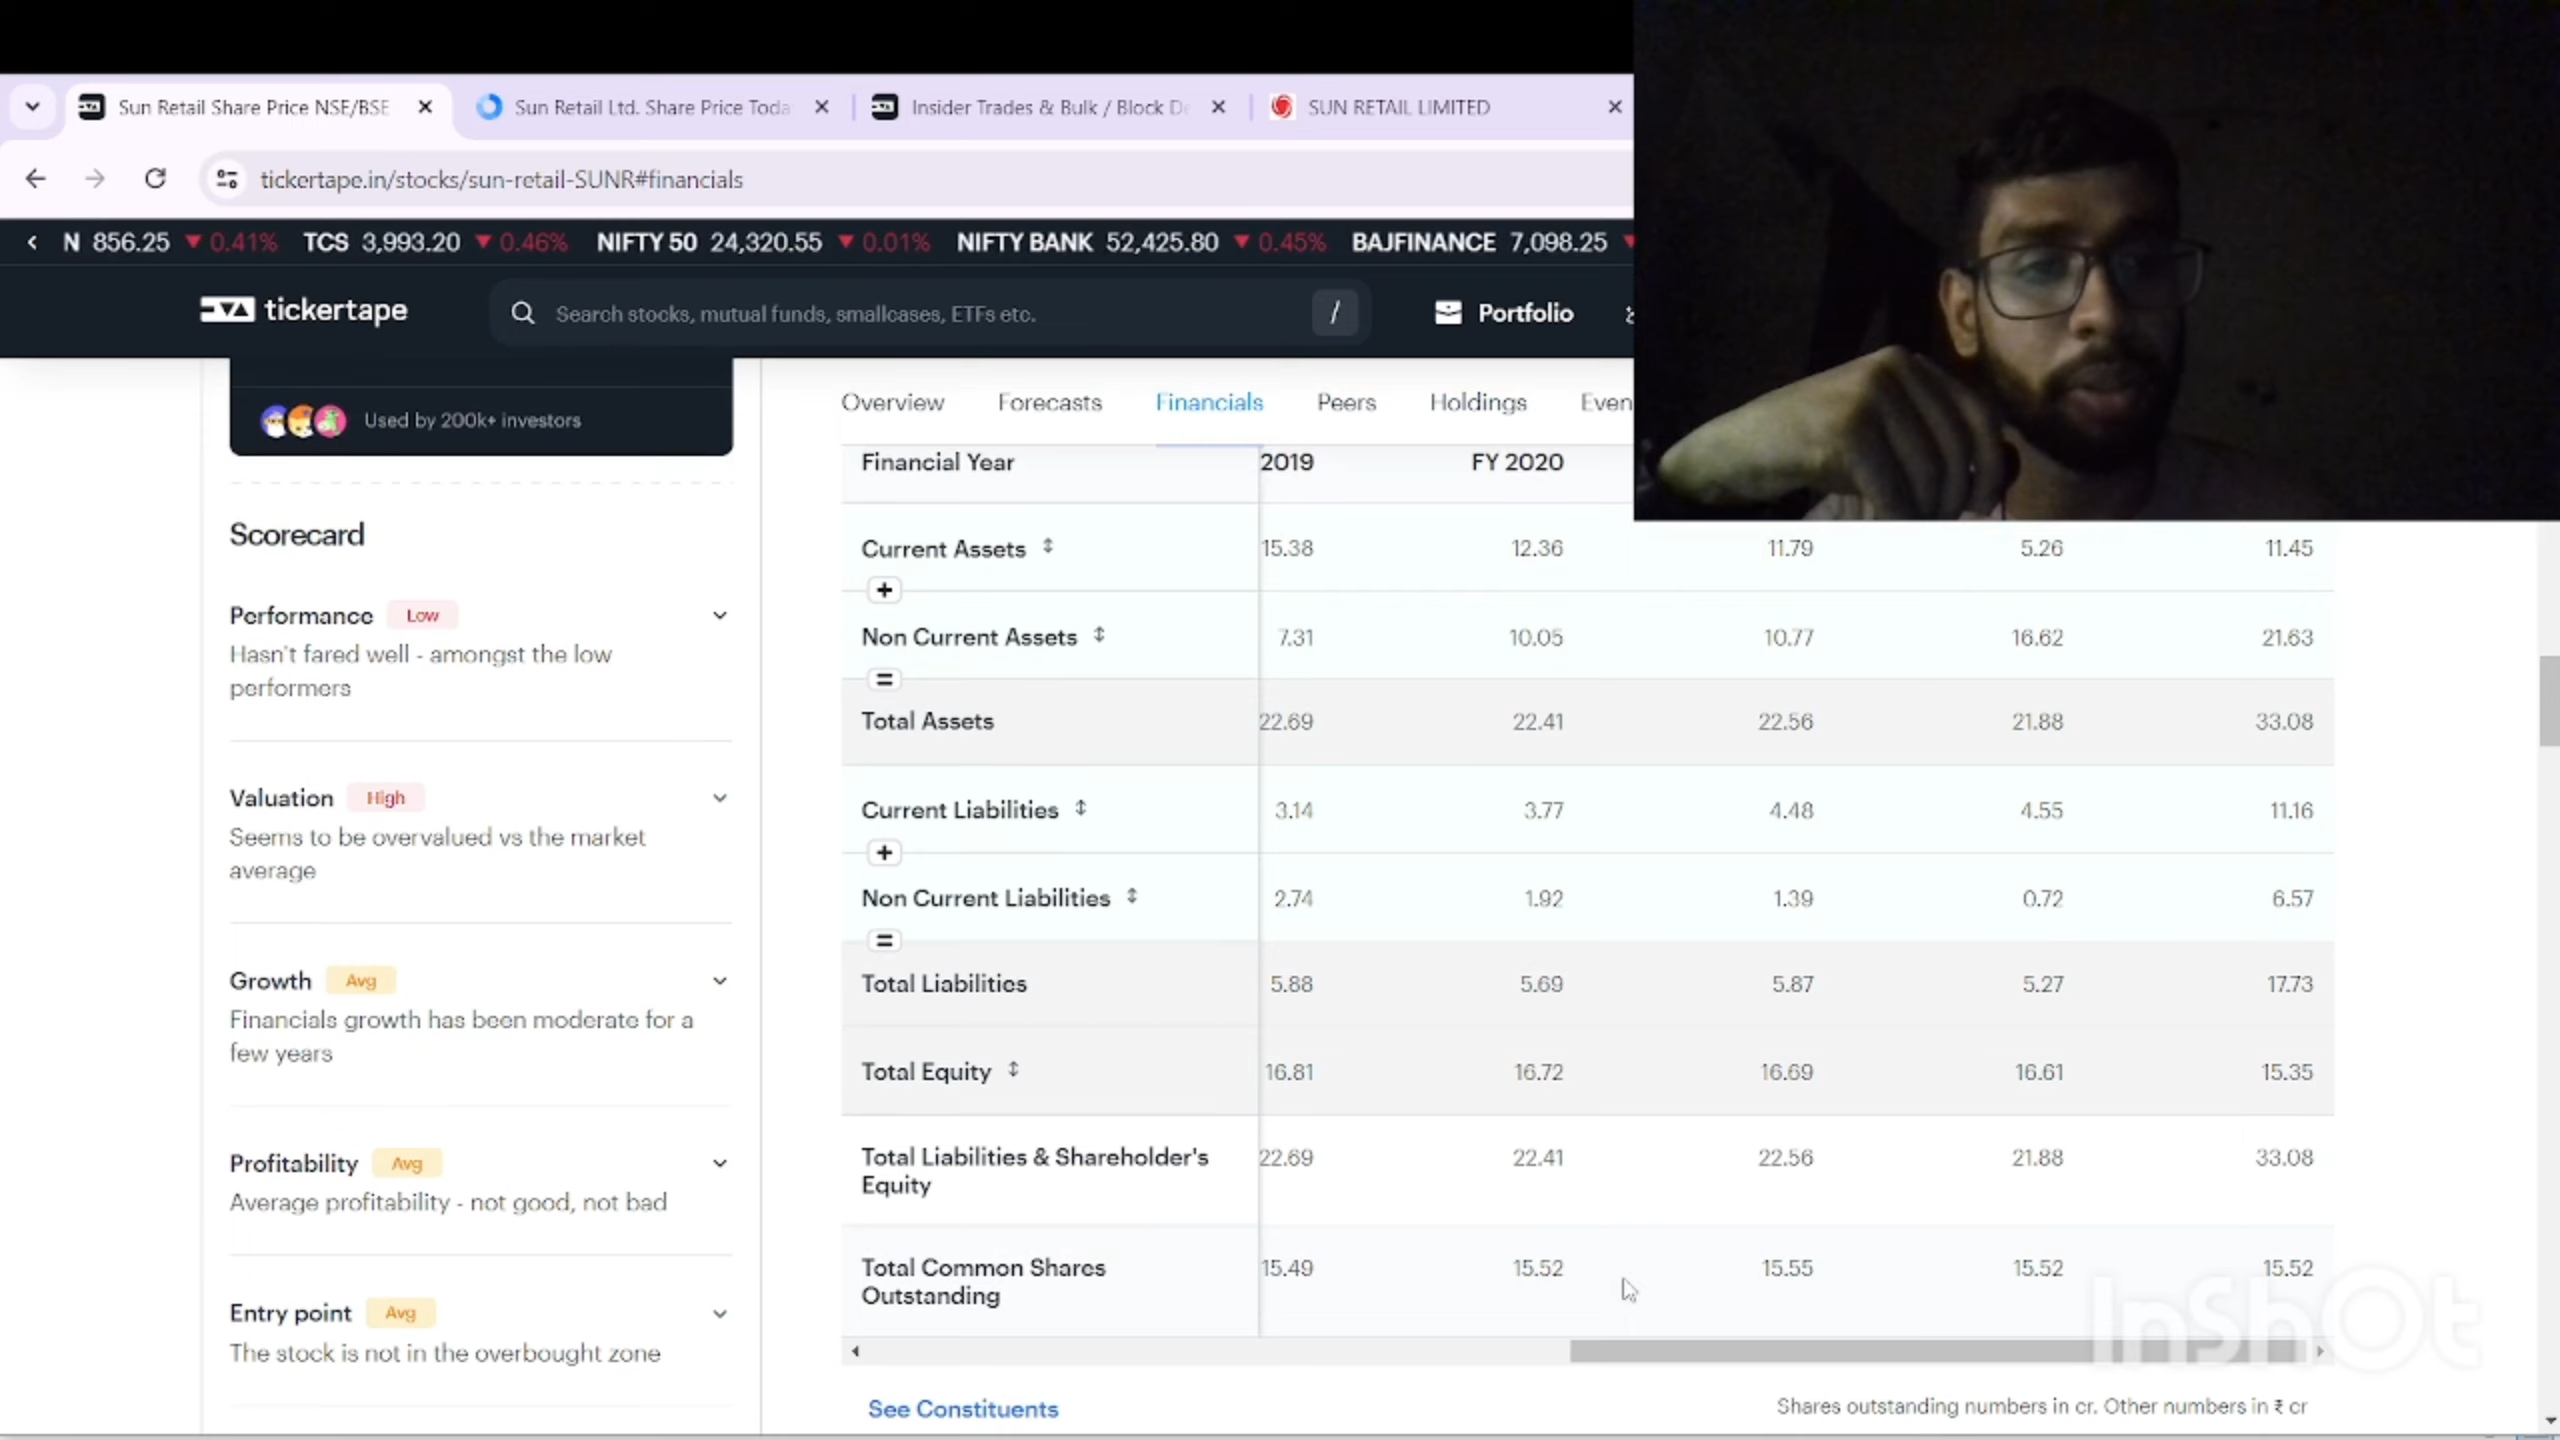 Sun Retail Share Price NSE/BSE
Sun Retail Ltd. Share Price Toda
Insider Trades & Bulk / Block De
SUN RETAIL LIMITED
tickertape.in/stocks/sun-retail-SUNR#financials
N 856.25 ▼ 0.41% TCS 3,993.20 ▼ 0.46% NIFTY 50 24,320.55 ▼ 0.01% NIFTY BANK 52,425.80 ▼ 0.45% BAJFINANCE 7,098.25 ▼
tickertape
Search stocks, mutual funds, smallcases, ETFs etc.
/
Portfolio
Used by 200k+ investors
Overview Forecasts Financials Peers Holdings Even
Scorecard
Performance Low
Hasn't fared well - amongst the low
performers
Valuation High
Seems to be overvalued vs the market
average
Growth Avg
Financials growth has been moderate for a
few years
Profitability Avg
Average profitability - not good, not bad
Entry point Avg
The stock is not in the overbought zone
Financial Year 2019 FY 2020
Current Assets 15.38 12.36 11.79 5.26 11.45
+
Non Current Assets 7.31 10.05 10.77 16.62 21.63
=
Total Assets 22.69 22.41 22.56 21.88 33.08
Current Liabilities 3.14 3.77 4.48 4.55 11.16
+
Non Current Liabilities 2.74 1.92 1.39 0.72 6.57
=
Total Liabilities 5.88 5.69 5.87 5.27 17.73
Total Equity 16.81 16.72 16.69 16.61 15.35
Total Liabilities & Shareholder's
Equity
22.69 22.41 22.56 21.88 33.08
Total Common Shares
Outstanding
15.49 15.52 15.55 15.52 15.52
See Constituents
Shares outstanding numbers in cr. Other numbers in ₹ cr
InShOt